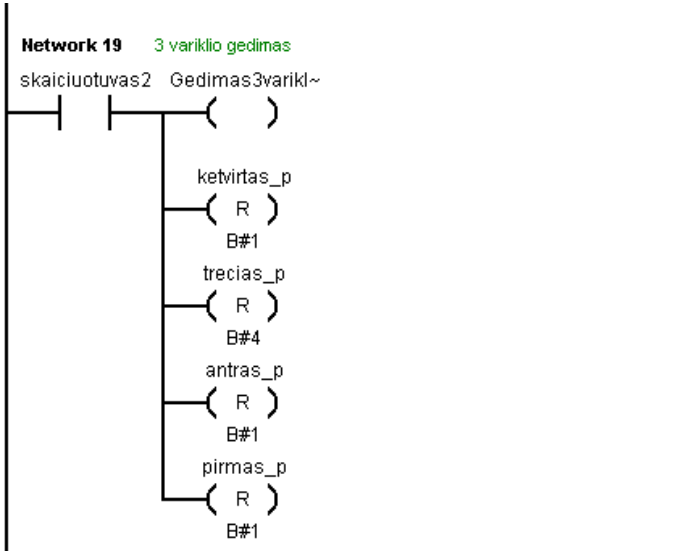 Network 19 3 variklio gedimas
skaiciuotuvas2 Gedimas3varikl~
ketvirtas_p
R
B#1
trecias_p
R
B#4
antras_p
R
B#1
pirmas_p
R
B#1